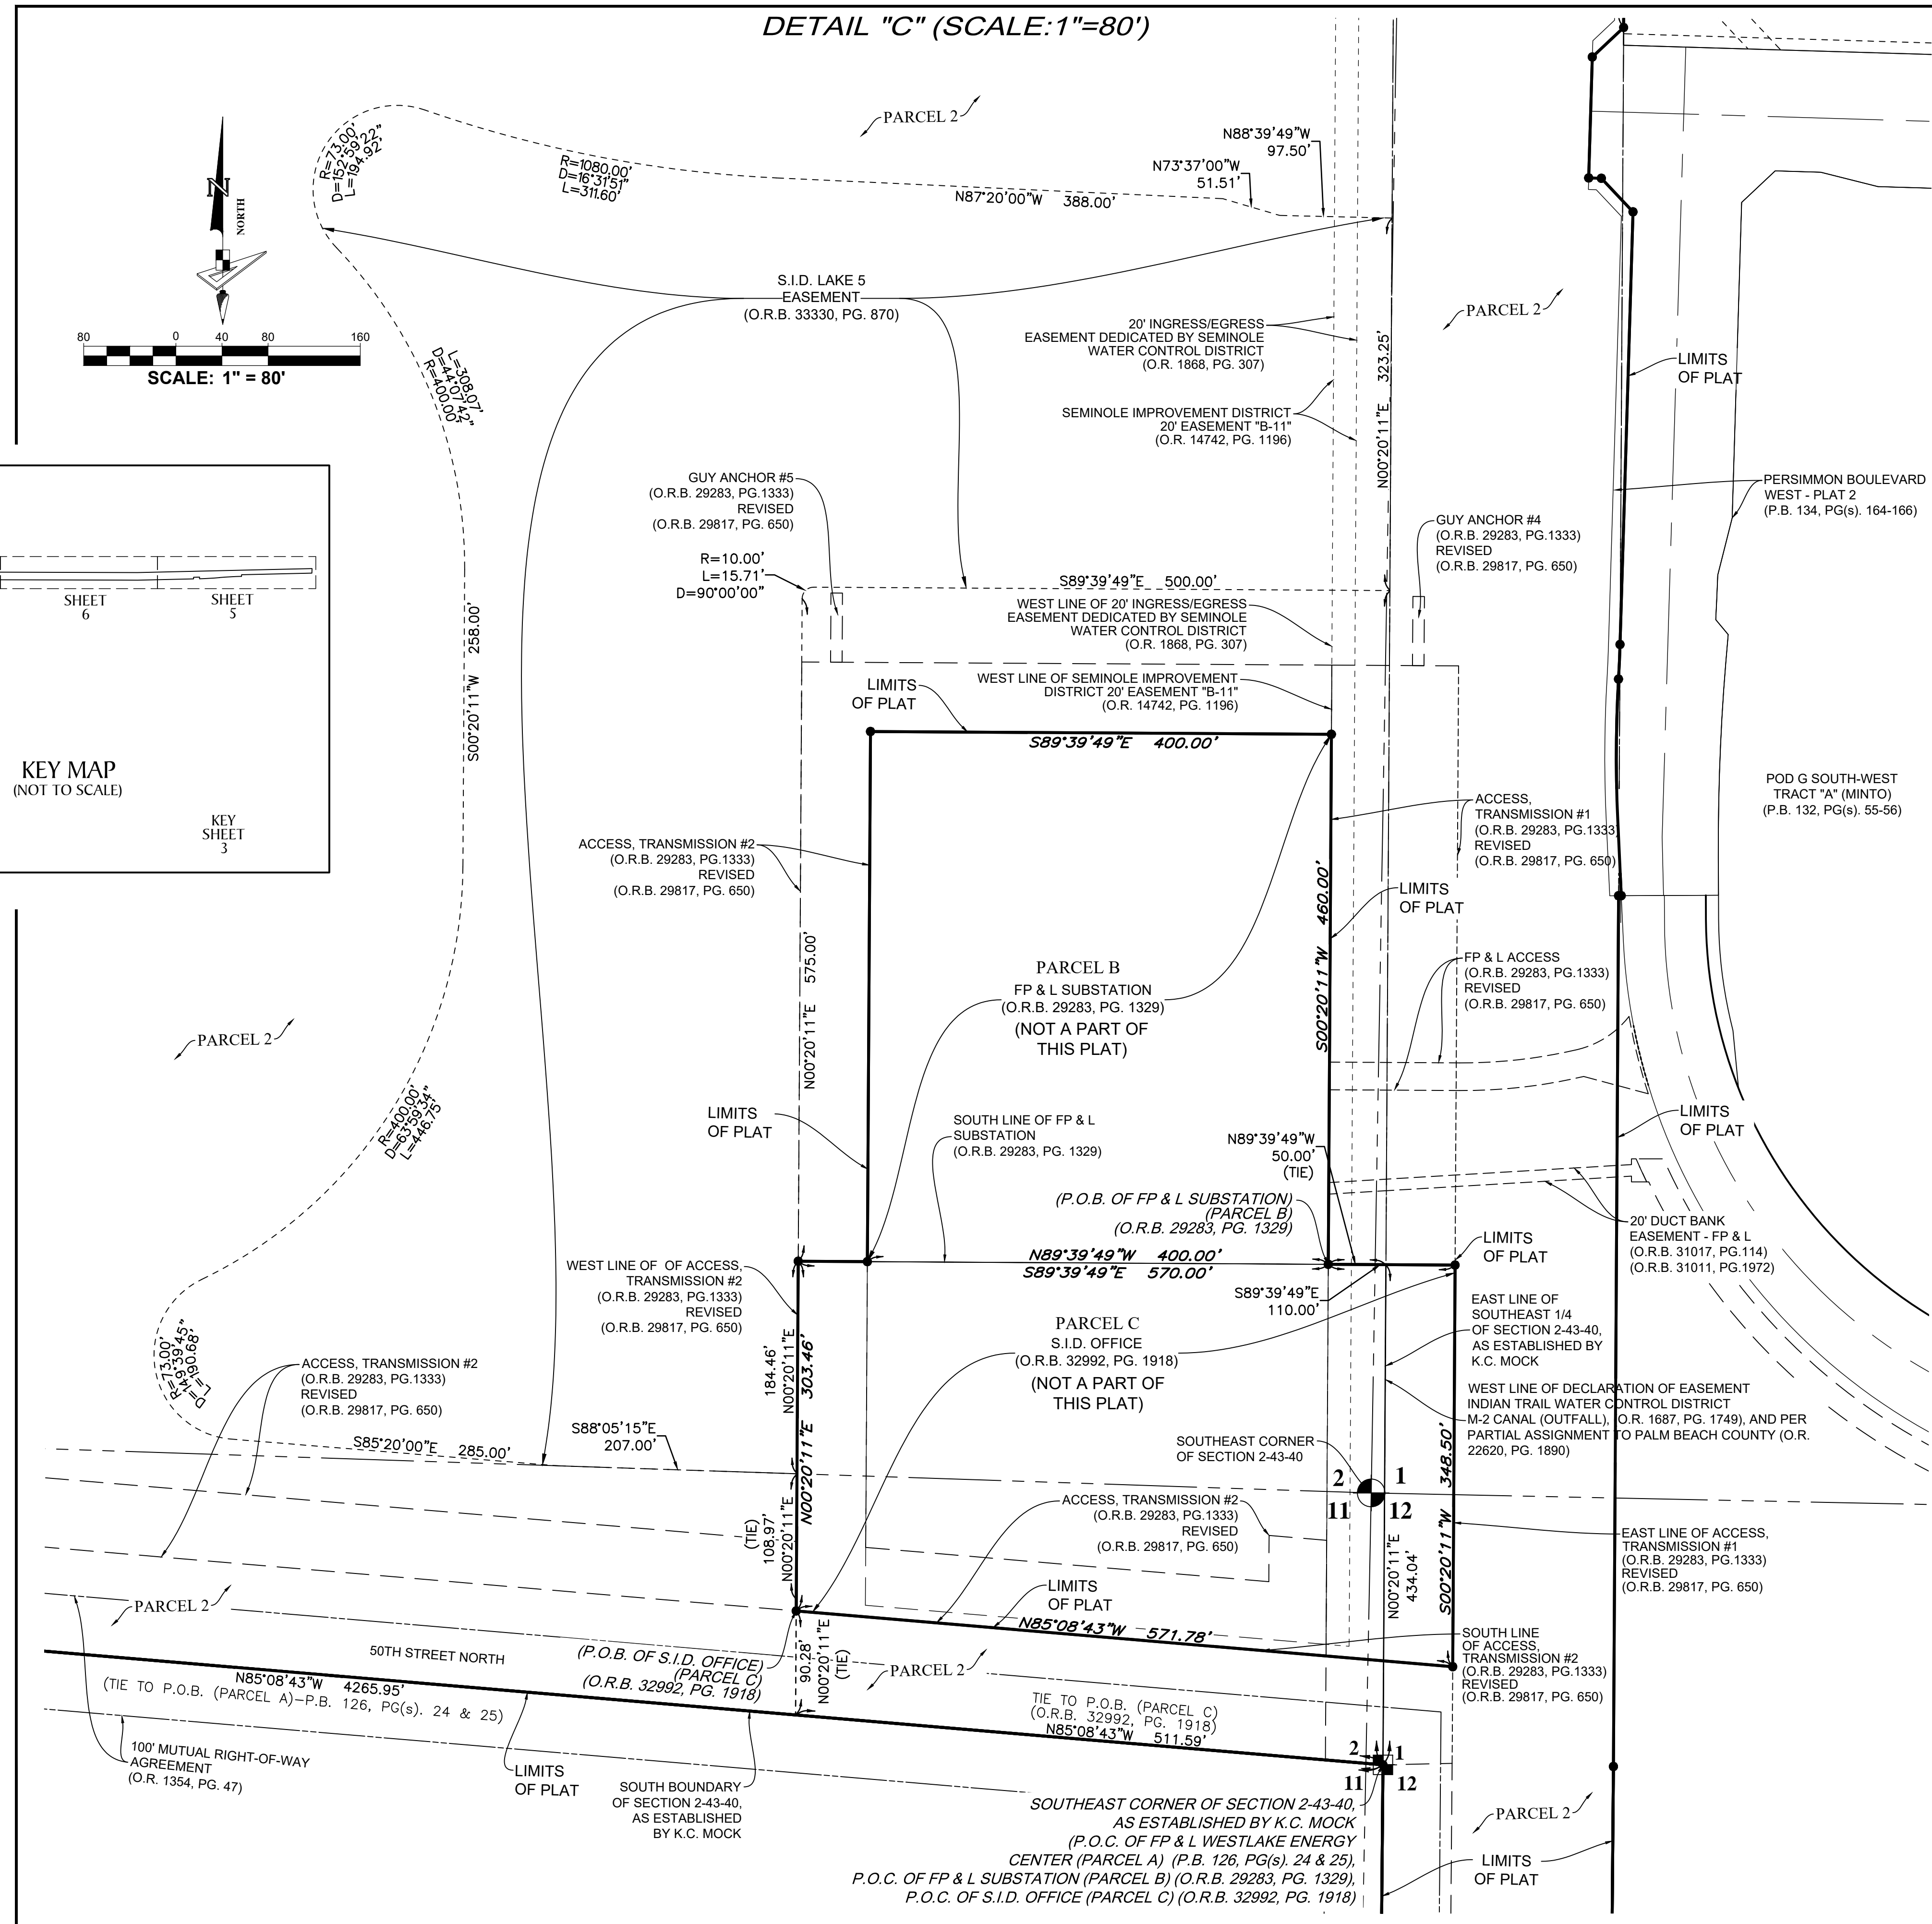 DETAIL "C" (SCALE:1"=80')
PARCEL 2
N
NORTH
80
0
40
80
160
SCALE: 1" = 80'
R=73.00'
D=152°59'22"
L=194.92'
R=1080.00'
D=16°31'51"
L=311.60'
N87°20'00"W 388.00'
N73°37'00"W
51.51'
N88°39'49"W
97.50'
S.I.D. LAKE 5
EASEMENT
(O.R.B. 33330, PG. 870)
PARCEL 2
20' INGRESS/EGRESS
EASEMENT DEDICATED BY SEMINOLE
WATER CONTROL DISTRICT
(O.R. 1868, PG. 307)
SEMINOLE IMPROVEMENT DISTRICT
20' EASEMENT "B-11"
(O.R. 14742, PG. 1196)
N00°20'11"E 323.25'
LIMITS
OF PLAT
L=308.07'
D=44°07'42"
R=400.00'
PERSIMMON BOULEVARD
WEST - PLAT 2
(P.B. 134, PG(s). 164-166)
GUY ANCHOR #5
(O.R.B. 29283, PG.1333)
REVISED
(O.R.B. 29817, PG. 650)
GUY ANCHOR #4
(O.R.B. 29283, PG.1333)
REVISED
(O.R.B. 29817, PG. 650)
R=10.00'
L=15.71'
D=90°00'00"
S89°39'49"E 500.00'
WEST LINE OF 20' INGRESS/EGRESS
EASEMENT DEDICATED BY SEMINOLE
WATER CONTROL DISTRICT
(O.R. 1868, PG. 307)
WEST LINE OF SEMINOLE IMPROVEMENT
DISTRICT 20' EASEMENT "B-11"
(O.R. 14742, PG. 1196)
SHEET
6
SHEET
5
KEY MAP
(NOT TO SCALE)
KEY
SHEET
3
S00°20'11"W 258.00'
LIMITS
OF PLAT
S89°39'49"E 400.00'
POD G SOUTH-WEST
TRACT "A" (MINTO)
(P.B. 132, PG(s). 55-56)
ACCESS,
TRANSMISSION #1
(O.R.B. 29283, PG.1333)
REVISED
(O.R.B. 29817, PG. 650)
ACCESS, TRANSMISSION #2
(O.R.B. 29283, PG.1333)
REVISED
(O.R.B. 29817, PG. 650)
LIMITS
OF PLAT
S00°20'11"W 460.00'
N00°20'11"E 575.00'
PARCEL B
FP & L SUBSTATION
(O.R.B. 29283, PG. 1329)
(NOT A PART OF
THIS PLAT)
FP & L ACCESS
(O.R.B. 29283, PG.1333)
REVISED
(O.R.B. 29817, PG. 650)
PARCEL 2
R=400.00'
D=63°59'34"
L=446.75'
LIMITS
OF PLAT
SOUTH LINE OF FP & L
SUBSTATION
(O.R.B. 29283, PG. 1329)
N89°39'49"W
50.00'
(TIE)
LIMITS
OF PLAT
(P.O.B. OF FP & L SUBSTATION)
(PARCEL B)
(O.R.B. 29283, PG. 1329)
20' DUCT BANK
EASEMENT - FP & L
(O.R.B. 31017, PG.114)
(O.R.B. 31011, PG.1972)
N89°39'49"W 400.00'
S89°39'49"E 570.00'
LIMITS
OF PLAT
WEST LINE OF OF ACCESS,
TRANSMISSION #2
(O.R.B. 29283, PG.1333)
REVISED
(O.R.B. 29817, PG. 650)
S89°39'49"E
110.00'
EAST LINE OF
SOUTHEAST 1/4
OF SECTION 2-43-40,
AS ESTABLISHED BY
K.C. MOCK
PARCEL C
S.I.D. OFFICE
(O.R.B. 32992, PG. 1918)
(NOT A PART OF
THIS PLAT)
R=73.00'
D=149°39'45"
L=190.68'
184.46'
N00°20'11"E
N00°20'11"E 303.46'
WEST LINE OF DECLARATION OF EASEMENT
INDIAN TRAIL WATER CONTROL DISTRICT
M-2 CANAL (OUTFALL), (O.R. 1687, PG. 1749), AND PER
PARTIAL ASSIGNMENT TO PALM BEACH COUNTY (O.R.
22620, PG. 1890)
ACCESS, TRANSMISSION #2
(O.R.B. 29283, PG.1333)
REVISED
(O.R.B. 29817, PG. 650)
S85°20'00"E 285.00'
S88°05'15"E
207.00'
SOUTHEAST CORNER
OF SECTION 2-43-40
2 1
11 12
S00°20'11"W 348.50'
(TIE)
108.97'
N00°20'11"E
ACCESS, TRANSMISSION #2
(O.R.B. 29283, PG.1333)
REVISED
(O.R.B. 29817, PG. 650)
N00°20'11"E
434.04'
EAST LINE OF ACCESS,
TRANSMISSION #1
(O.R.B. 29283, PG.1333)
REVISED
(O.R.B. 29817, PG. 650)
PARCEL 2
LIMITS
OF PLAT
N85°08'43"W 571.78'
SOUTH LINE
OF ACCESS,
TRANSMISSION #2
(O.R.B. 29283, PG.1333)
REVISED
(O.R.B. 29817, PG. 650)
50TH STREET NORTH
(P.O.B. OF S.I.D. OFFICE)
(PARCEL C)
(O.R.B. 32992, PG. 1918)
90.28'
N00°20'11"E
(TIE)
PARCEL 2
N85°08'43"W 4265.95'
(TIE TO P.O.B. (PARCEL A)-P.B. 126, PG(s). 24 & 25)
TIE TO P.O.B. (PARCEL C)
(O.R.B. 32992, PG. 1918)
N85°08'43"W 511.59'
100' MUTUAL RIGHT-OF-WAY
AGREEMENT
(O.R. 1354, PG. 47)
LIMITS
OF PLAT
SOUTH BOUNDARY
OF SECTION 2-43-40,
AS ESTABLISHED
BY K.C. MOCK
2 1
11 12
SOUTHEAST CORNER OF SECTION 2-43-40,
AS ESTABLISHED BY K.C. MOCK
(P.O.C. OF FP & L WESTLAKE ENERGY
CENTER (PARCEL A) (P.B. 126, PG(s). 24 & 25),
P.O.C. OF FP & L SUBSTATION (PARCEL B) (O.R.B. 29283, PG. 1329),
P.O.C. OF S.I.D. OFFICE (PARCEL C) (O.R.B. 32992, PG. 1918)
PARCEL 2
LIMITS
OF PLAT